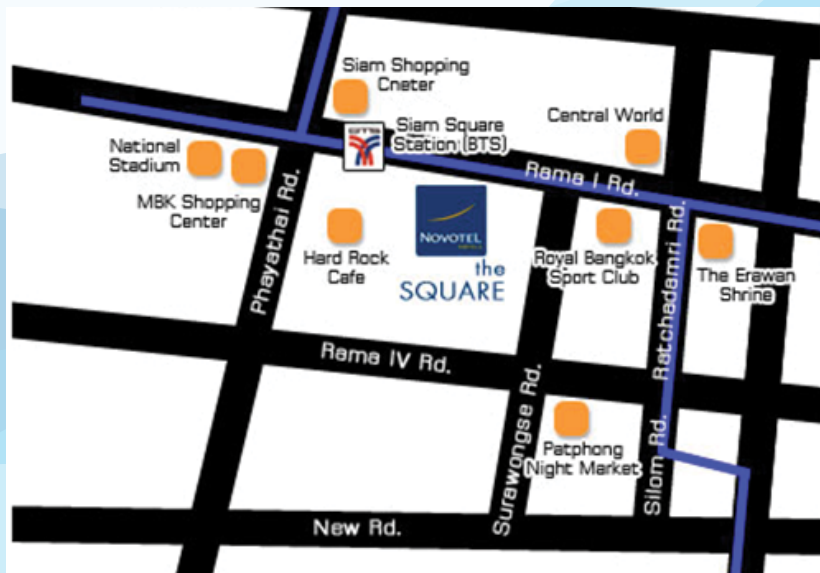 Siam Shopping
Cneter
Siam Square
Station (BTS)
Central World
National
Stadium
MBK Shopping
Center
Rama I Rd.
Phayathai Rd.
Hard Rock
Cafe
NOVOTEL
the
SQUARE
Royal Bangkok
Sport Club
Ratchadamri Rd.
The Erawan
Shrine
Rama IV Rd.
Surawongse Rd.
Patphong
Night Market
Silom Rd.
New Rd.